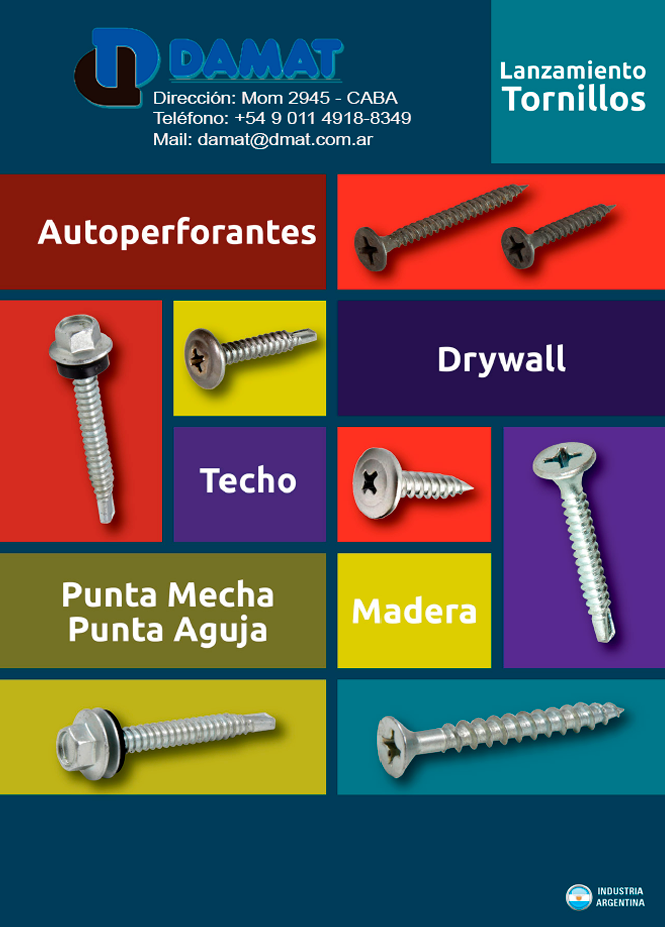 DAMAT
Dirección: Mom 2945 - CABA
Teléfono: +54 9 011 4918-8349
Mail: damat@dmat.com.ar
Lanzamiento
Tornillos
Autoperforantes
Drywall
Techo
Punta Mecha
Punta Aguja
Madera
INDUSTRIA
ARGENTINA